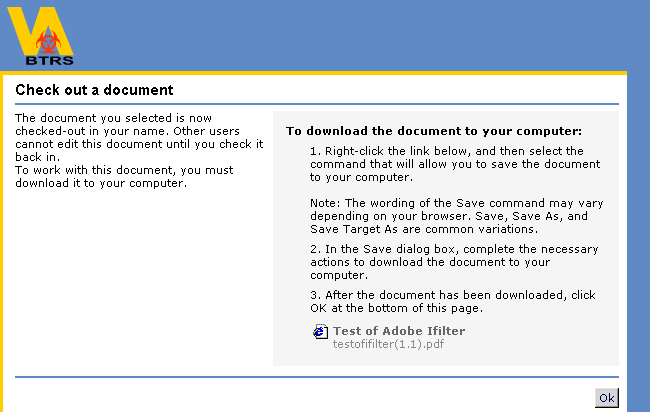 VA
BTRS
Check out a document
The document you selected is now
checked-out in your name. Other users
cannot edit this document until you check it
back in.
To work with this document, you must
download it to your computer.
To download the document to your computer:
1. Right-click the link below, and then select the
command that will allow you to save the document
to your computer.
Note: The wording of the Save command may vary
depending on your browser. Save, Save As, and
Save Target As are common variations.
2. In the Save dialog box, complete the necessary
actions to download the document to your
computer.
3. After the document has been downloaded, click
OK at the bottom of this page.
Test of Adobe Ifilter
testofifilter(1.1).pdf
Ok